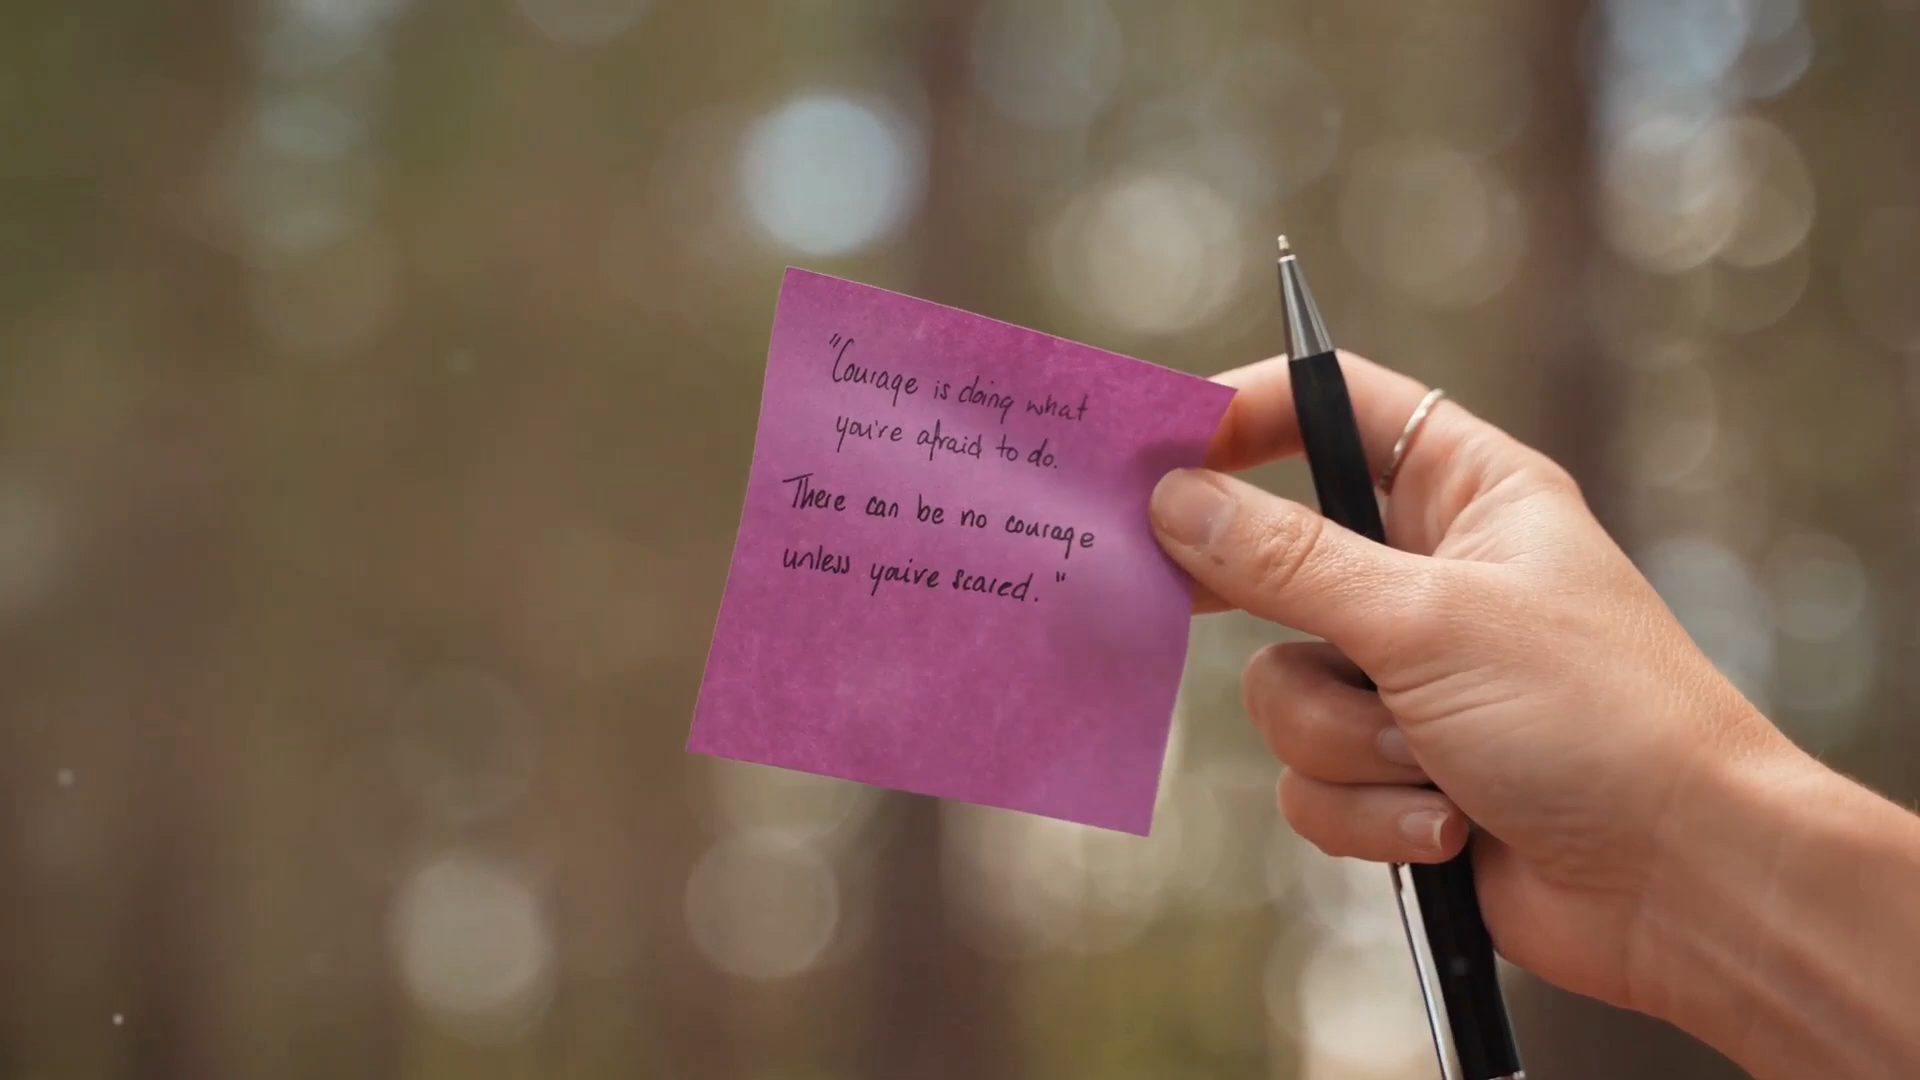 "Courage is doing what
you're afraid to do.
There can be no courage
unless you're scared."